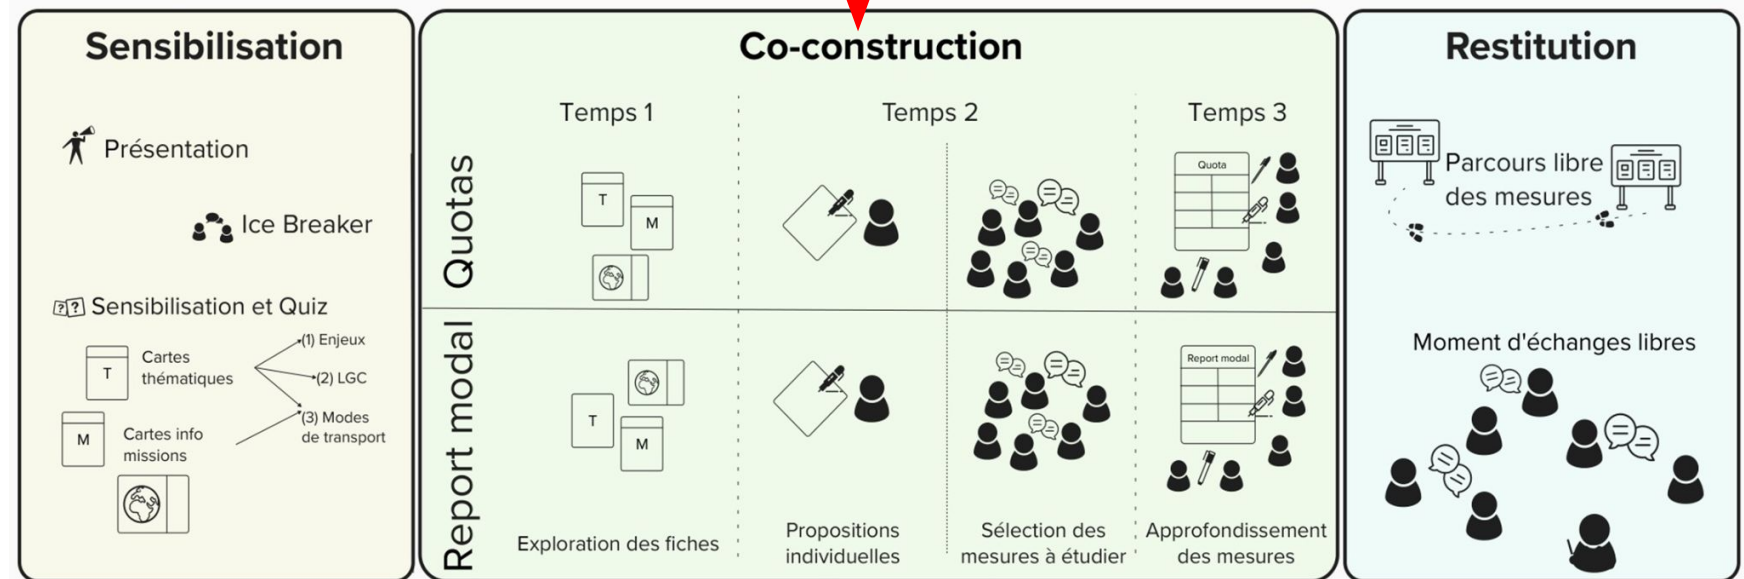 Sensibilisation
Présentation
Ice Breaker
? ?
Sensibilisation et Quiz
T
Cartes
thématiques
(1) Enjeux
(2) LGC
(3) Modes
de transport
M
Cartes info
missions
Co-construction
Temps 1
Temps 2
Temps 3
Quotas
T
M
Quota
Report modal
T
M
Report modal
Exploration des fiches
Propositions
individuelles
Sélection des
mesures à étudier
Approfondissement
des mesures
Restitution
Parcours libre
des mesures
Moment d'échanges libres